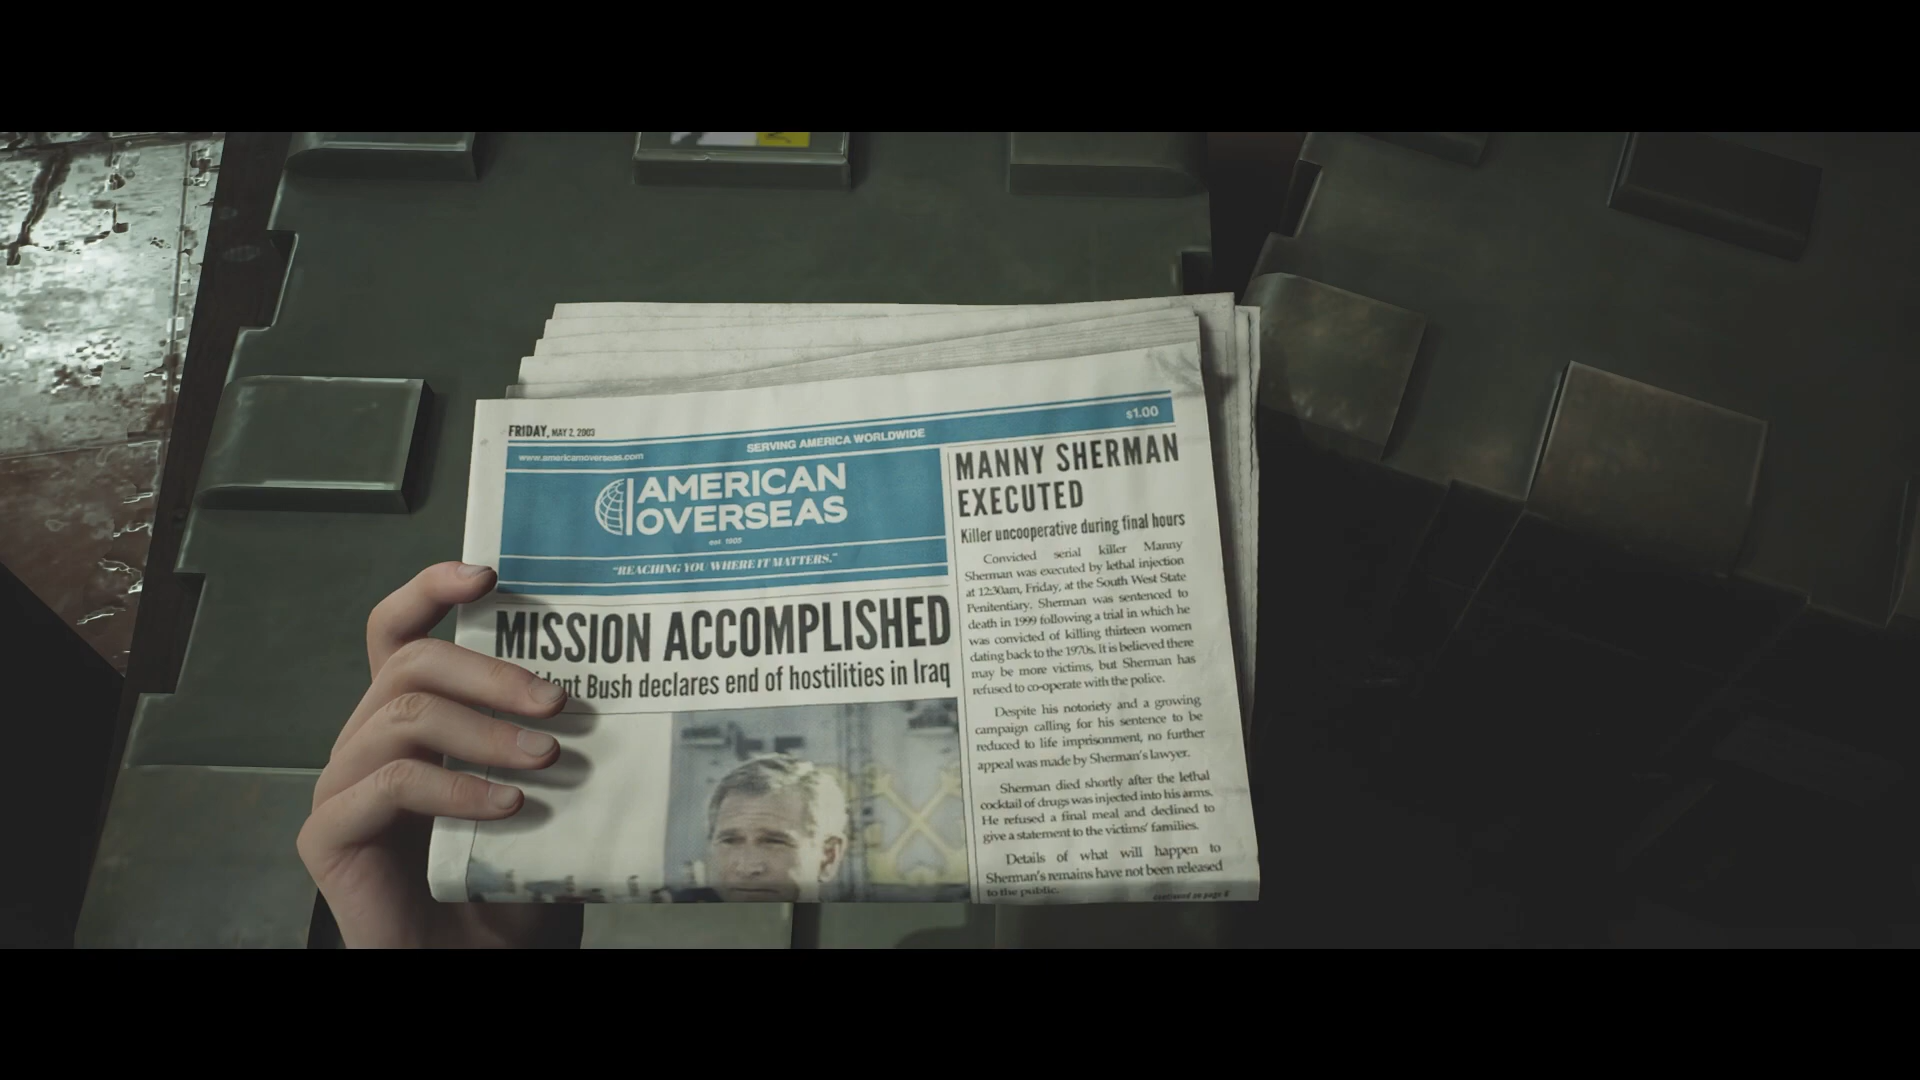 FRIDAY, MAY 2, 2003
$1.00
SERVING AMERICA WORLDWIDE
www.americanoverseas.com
AMERICAN
OVERSEAS
est 1905
"REACHING YOU WHERE IT MATTERS."
MISSION ACCOMPLISHED
dent Bush declares end of hostilities in Iraq
MANNY SHERMAN
EXECUTED
Killer uncooperative during final hours
Convicted serial killer Manny
Sherman was executed by lethal injection
at 12:30am, Friday, at the South West State
Penitentiary. Sherman was sentenced to
death in 1999 following a trial in which he
was convicted of killing thirteen women
dating back to the 1970s. It is believed there
may be more victims, but Sherman has
refused to co-operate with the police.
Despite his notoriety and a growing
campaign calling for his sentence to be
reduced to life imprisonment, no further
appeal was made by Sherman's lawyer.
Sherman died shortly after the lethal
cocktail of drugs was injected into his arms.
He refused a final meal and declined to
give a statement to the victims' families.
Details of what will happen to
Sherman's remains have not been released
to the public.
continued on page 6